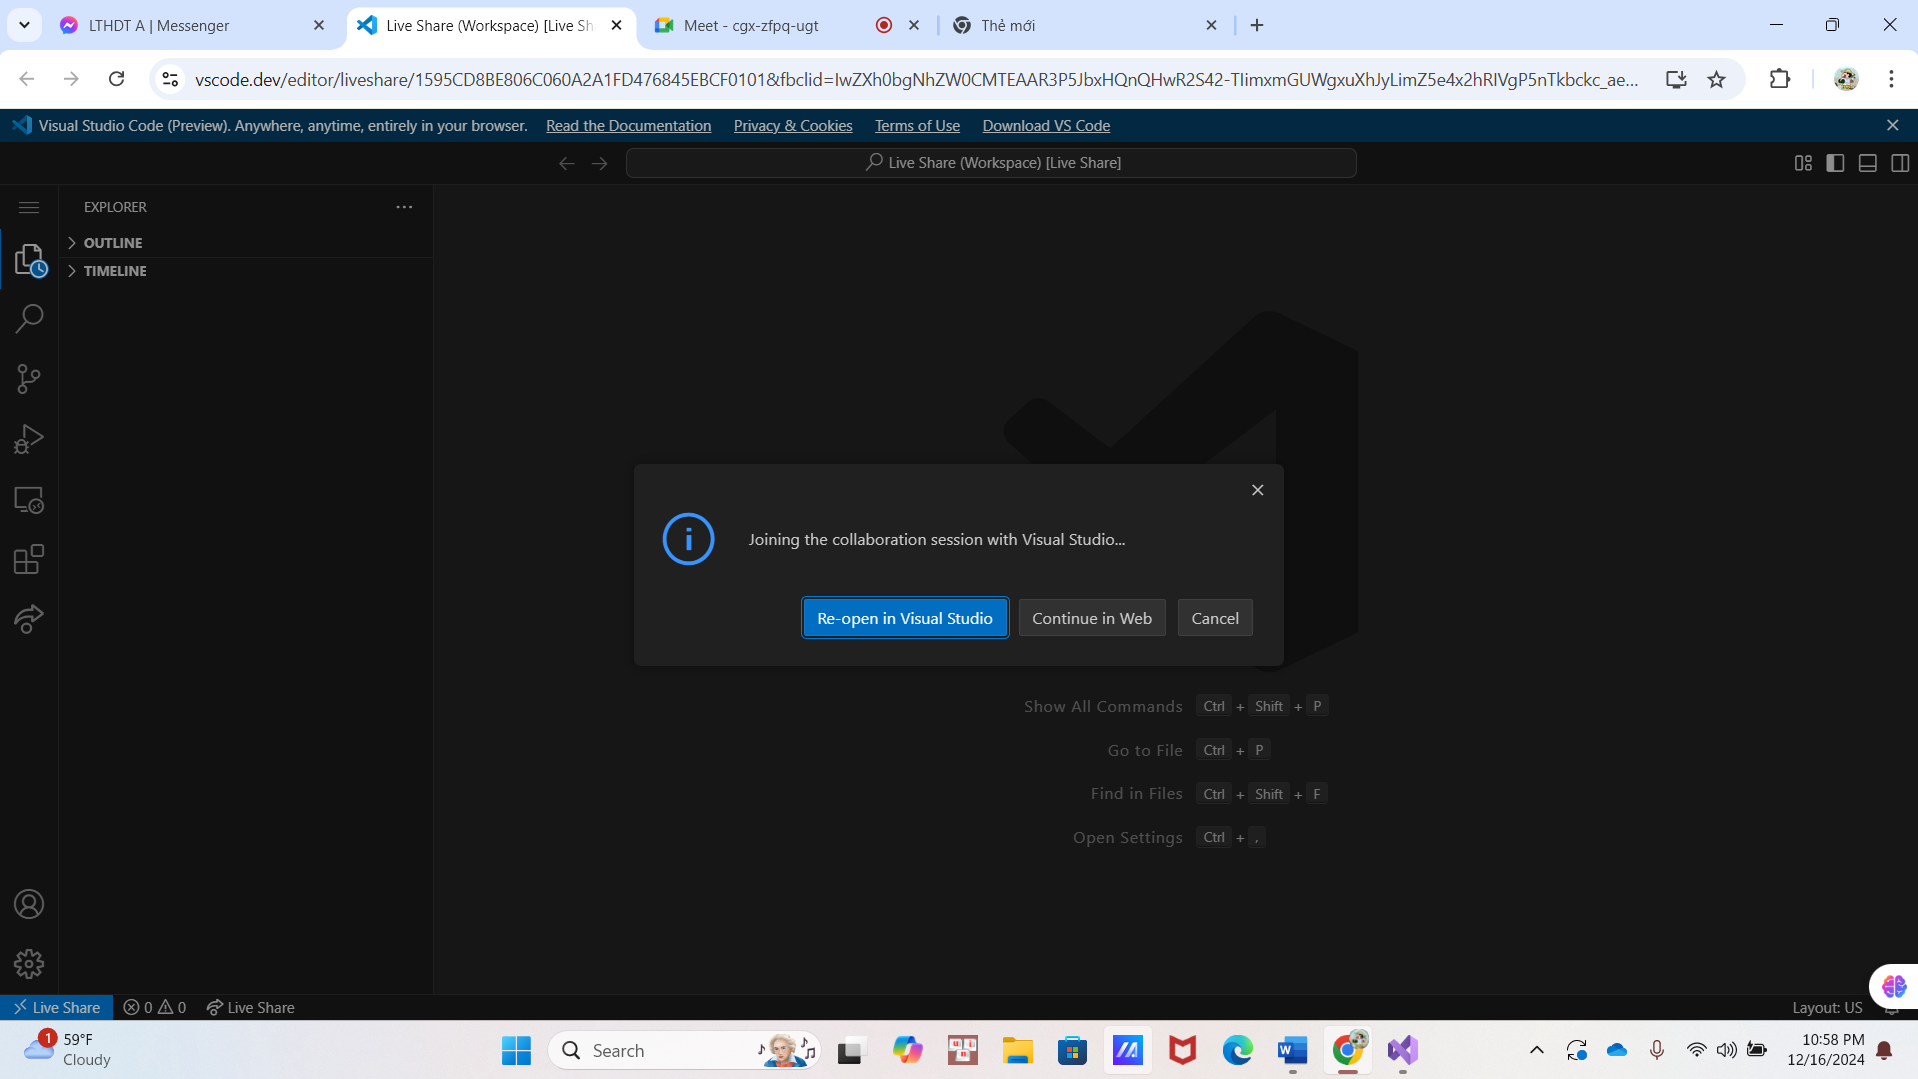 LTHDT A | Messenger
Live Share (Workspace) [Live Sh
Meet - cgx-zfpq-ugt
Thẻ mới
vscode.dev/editor/liveshare/1595CD8BE806C060A2A1FD476845EBCF0101&fbclid=IwZXh0bgNhZW0CMTEAAR3P5JbxHQnQHwR2S42-TIimxmGUWgxuXhJyLimZ5e4x2hRIVgP5nTkbckc_ae...
Visual Studio Code (Preview). Anywhere, anytime, entirely in your browser. Read the Documentation Privacy & Cookies Terms of Use Download VS Code
Live Share (Workspace) [Live Share]
EXPLORER
OUTLINE
TIMELINE
Joining the collaboration session with Visual Studio...
Re-open in Visual Studio
Continue in Web
Cancel
Show All Commands Ctrl + Shift + P
Go to File Ctrl + P
Find in Files Ctrl + Shift + F
Open Settings Ctrl + ,
Live Share 0 0 Live Share
Layout: US
1
59°F
Cloudy
Search
10:58 PM
12/16/2024